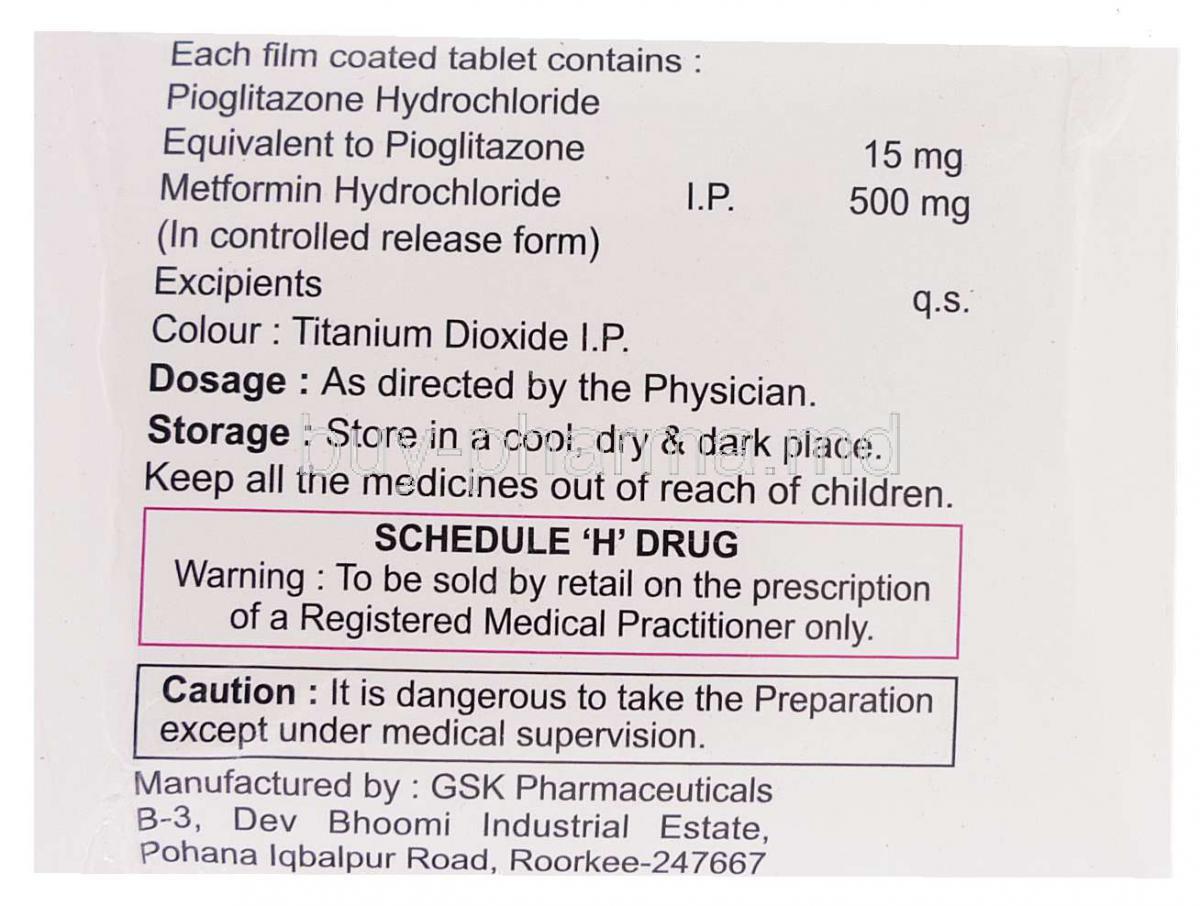 Each film coated tablet contains :
Pioglitazone Hydrochloride
Equivalent to Pioglitazone 15 mg
Metformin Hydrochloride I.P. 500 mg
(In controlled release form)
Excipients q.s.
Colour : Titanium Dioxide I.P.
Dosage : As directed by the Physician.
Storage : Store in a cool, dry & dark place.
buy-pharma.md
Keep all the medicines out of reach of children.
SCHEDULE ‘H’ DRUG
Warning : To be sold by retail on the prescription
of a Registered Medical Practitioner only.
Caution : It is dangerous to take the Preparation
except under medical supervision.
Manufactured by : GSK Pharmaceuticals
B-3, Dev Bhoomi Industrial Estate,
Pohana Iqbalpur Road, Roorkee-247667